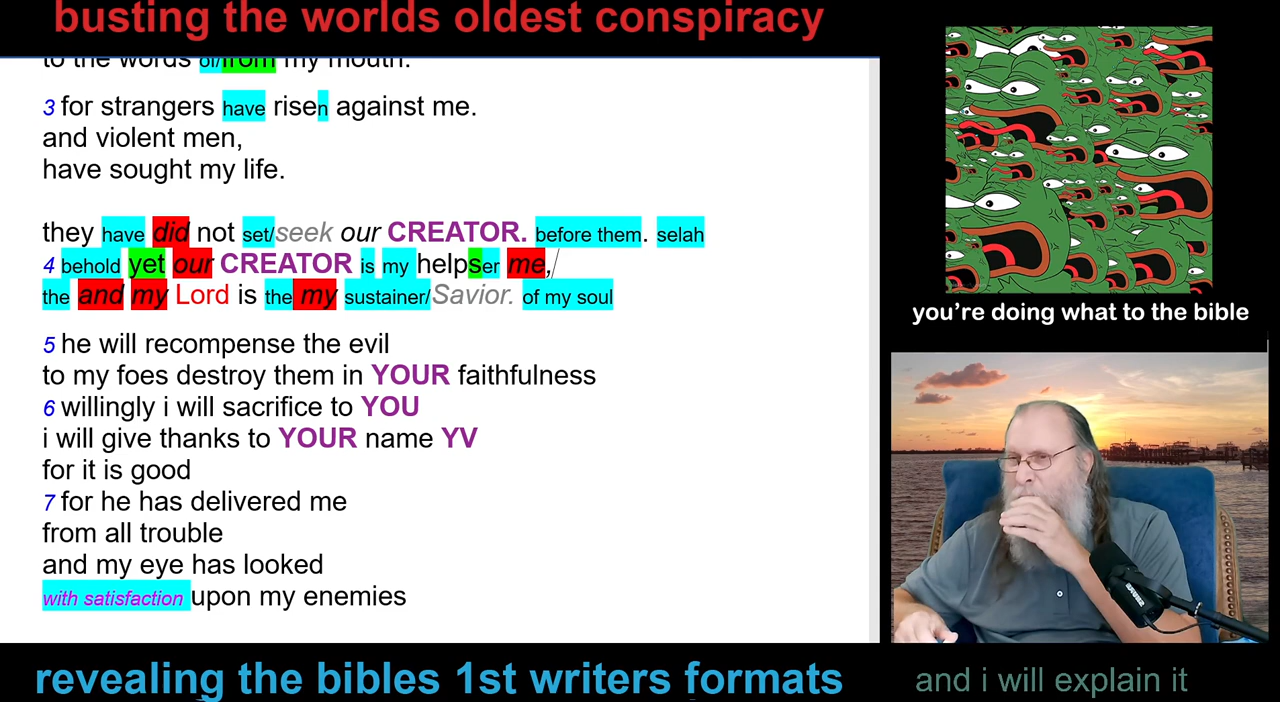 busting the worlds oldest conspiracy
to the words of/from my mouth.
3 for strangers have risen against me.
and violent men,
have sought my life.
they have did not set/seek our CREATOR. before them. selah
4 behold yet our CREATOR is my helpser me,/
the and my Lord is the my sustainer/Savior. of my soul
5 he will recompense the evil
to my foes destroy them in YOUR faithfulness
6 willingly i will sacrifice to YOU
i will give thanks to YOUR name YV
for it is good
7 for he has delivered me
from all trouble
and my eye has looked
with satisfaction upon my enemies
revealing the bibles 1st writers formats
you're doing what to the bible
and i will explain it